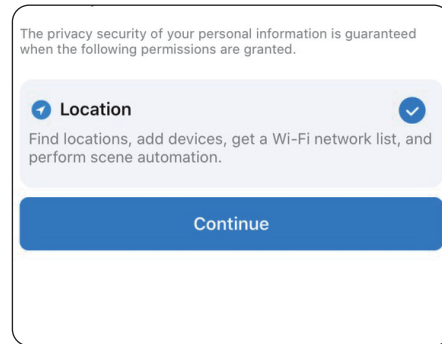 The privacy security of your personal information is guaranteed
when the following permissions are granted.
Location
Find locations, add devices, get a Wi-Fi network list, and
perform scene automation.
Continue